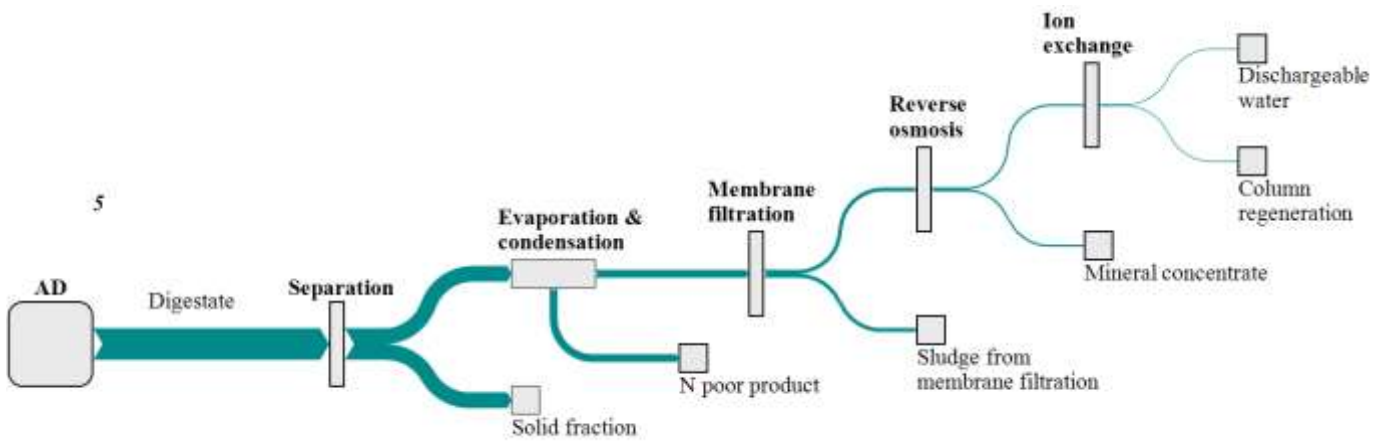 Ion
exchange
Dischargeable
water
Reverse
osmosis
Column
regeneration
5
Membrane
filtration
Evaporation &
condensation
Mineral concentrate
AD
Digestate
Separation
Sludge from
membrane filtration
N poor product
Solid fraction